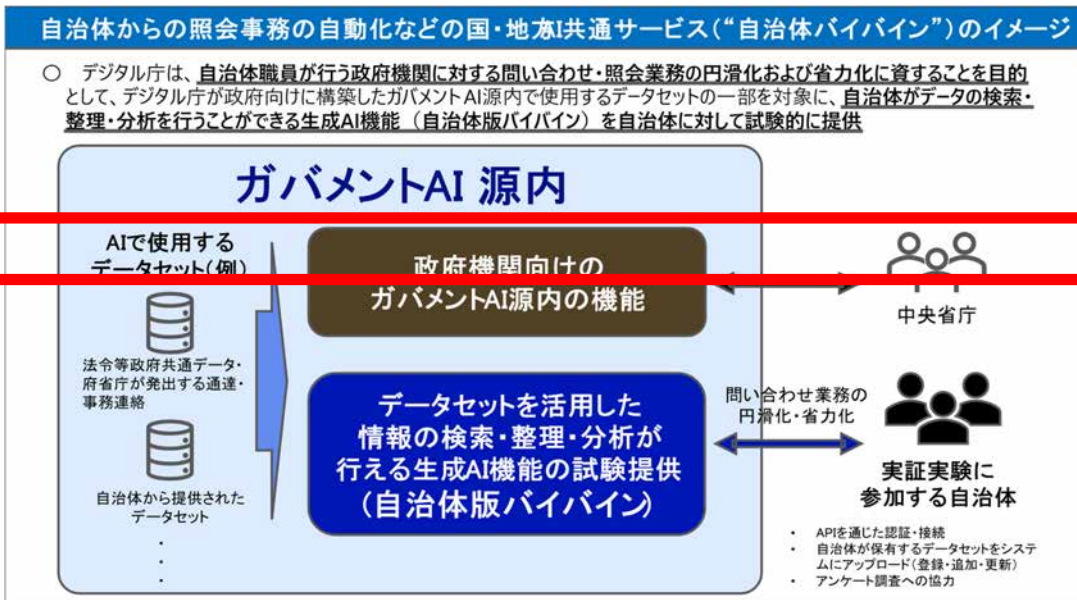 自治体からの照会事務の自動化などの国・地方AI共通サービス(“自治体バイバイン”)のイメージ
○ デジタル庁は、自治体職員が行う政府機関に対する問い合わせ・照会業務の円滑化および省力化に資することを目的
として、デジタル庁が政府向けに構築したガバメントAI源内で使用するデータセットの一部を対象に、自治体がデータの検索・
整理・分析を行うことができる生成AI機能（自治体版バイバイン）を自治体に対して試験的に提供
ガバメントAI 源内
AIで使用する
データセット(例)
法令等政府共通データ・
府省庁が発出する通達・
事務連絡
自治体から提供された
データセット
・
・
・
政府機関向けの
ガバメントAI源内の機能
中央省庁
データセットを活用した
情報の検索・整理・分析が
行える生成AI機能の試験提供
(自治体版バイバイン)
問い合わせ業務の
円滑化・省力化
実証実験に
参加する自治体
・ APIを通じた認証・接続
・ 自治体が保有するデータセットをシステ
ムにアップロード(登録・追加・更新)
・ アンケート調査への協力